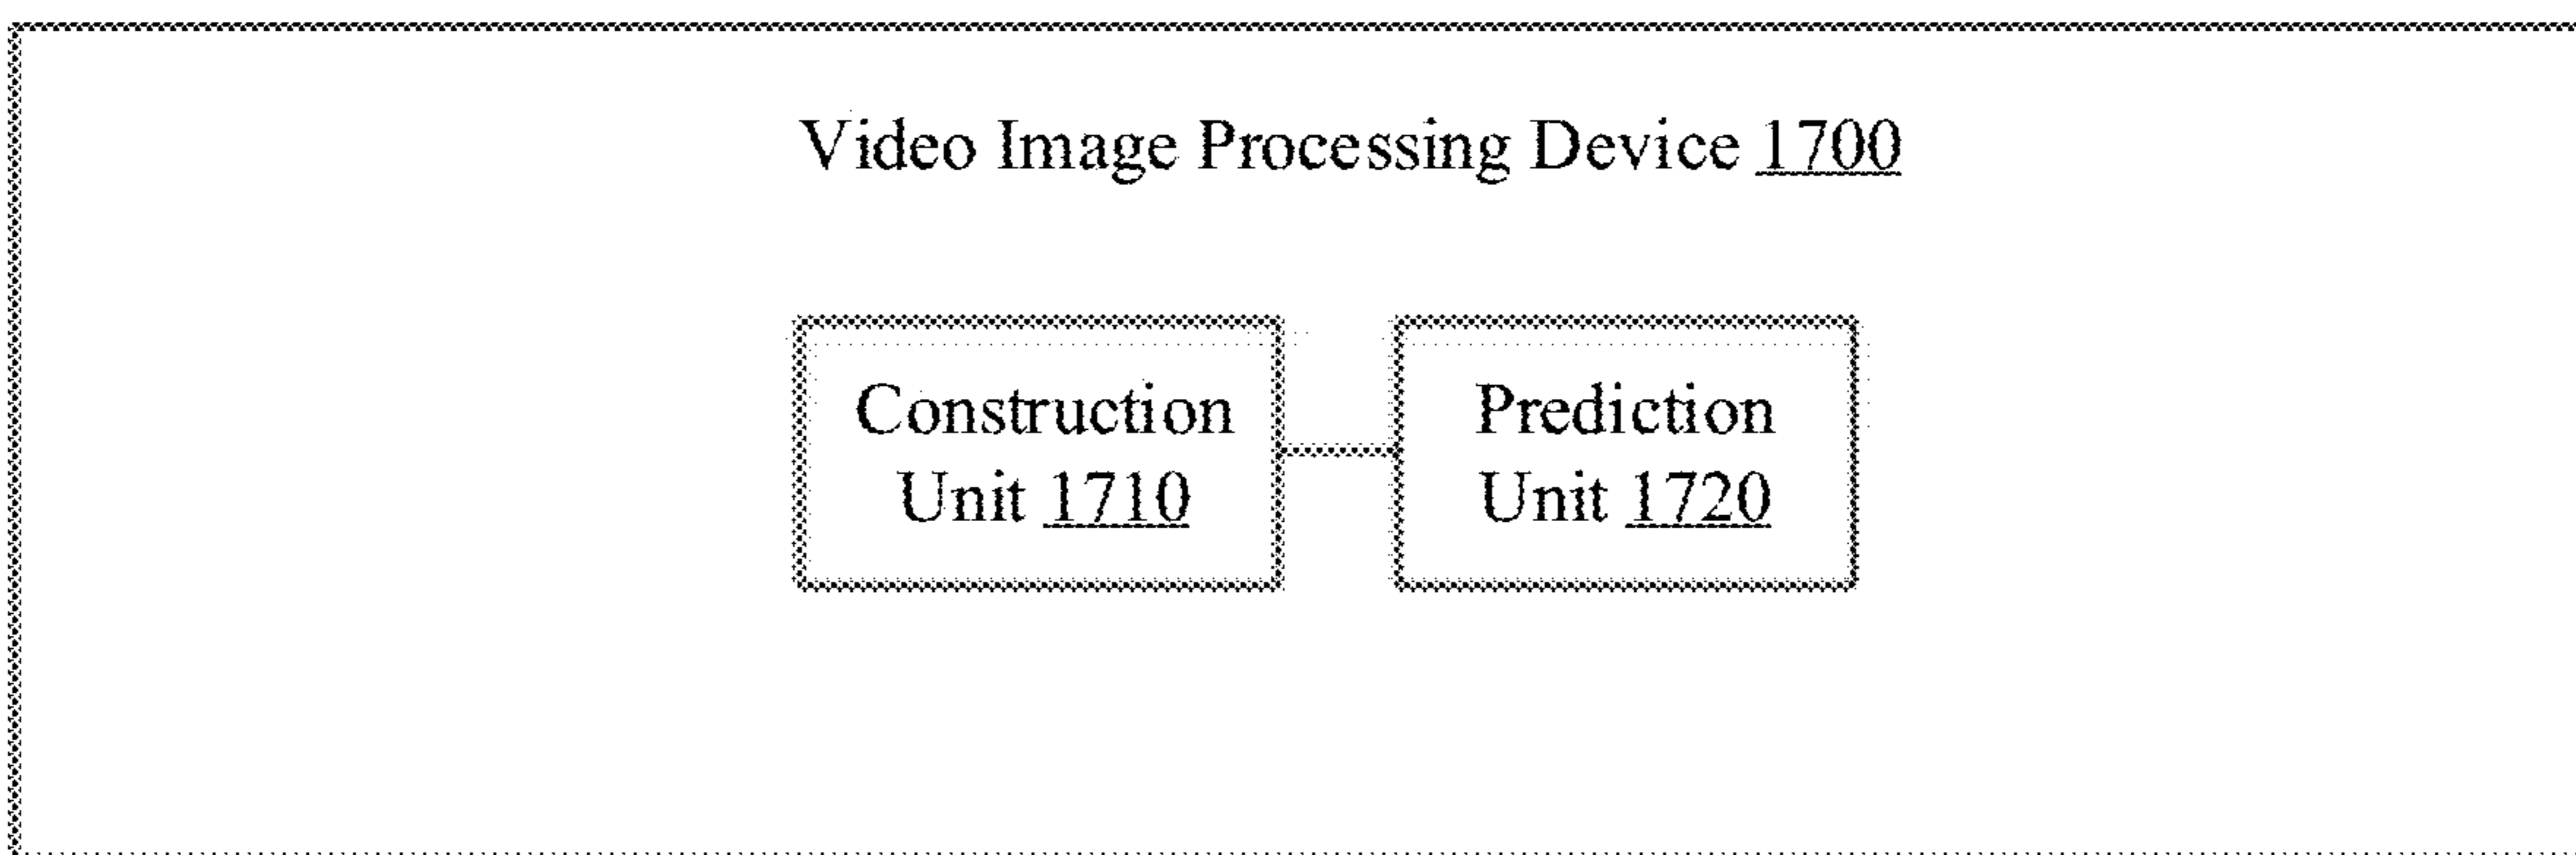 Video Image Processing Device 1700
Construction
Unit 1710
Prediction
Unit 1720